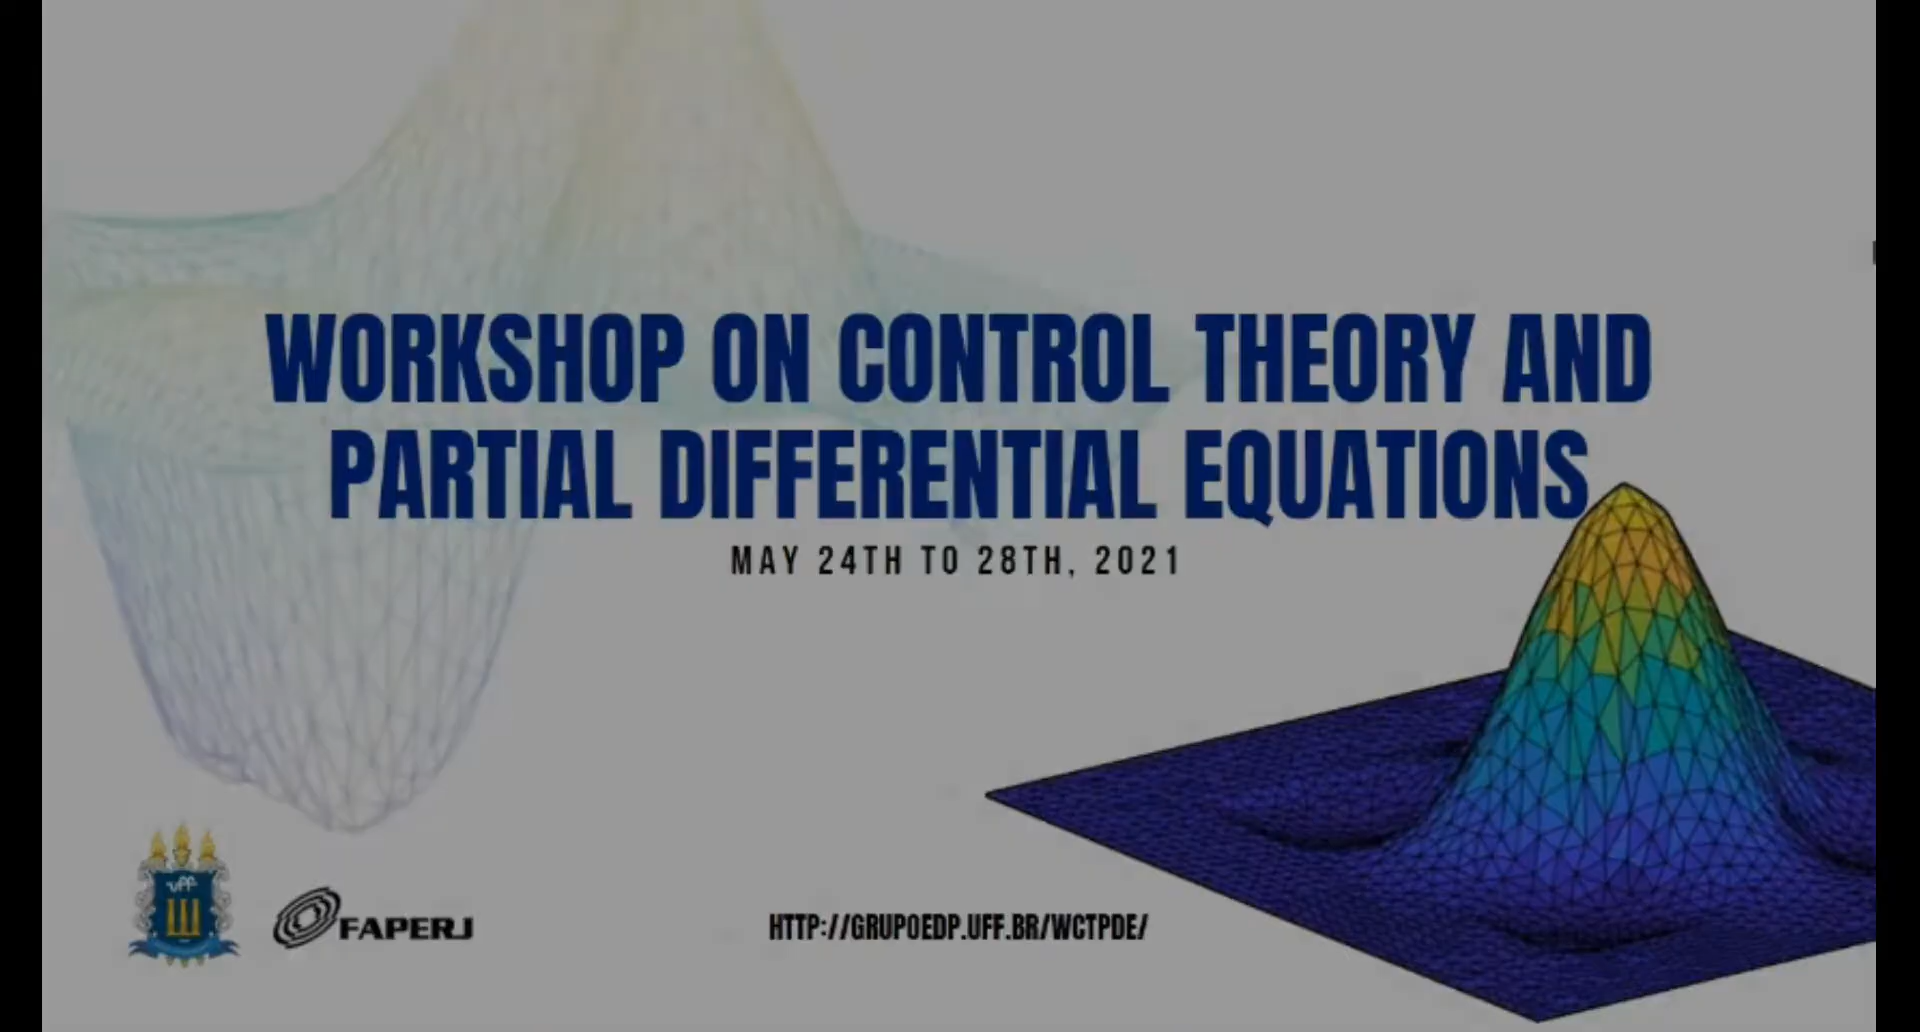 WORKSHOP ON CONTROL THEORY AND
PARTIAL DIFFERENTIAL EQUATIONS
MAY 24TH TO 28TH, 2021
uff
FAPERJ
HTTP://GRUPOEDP.UFF.BR/WCTPDE/